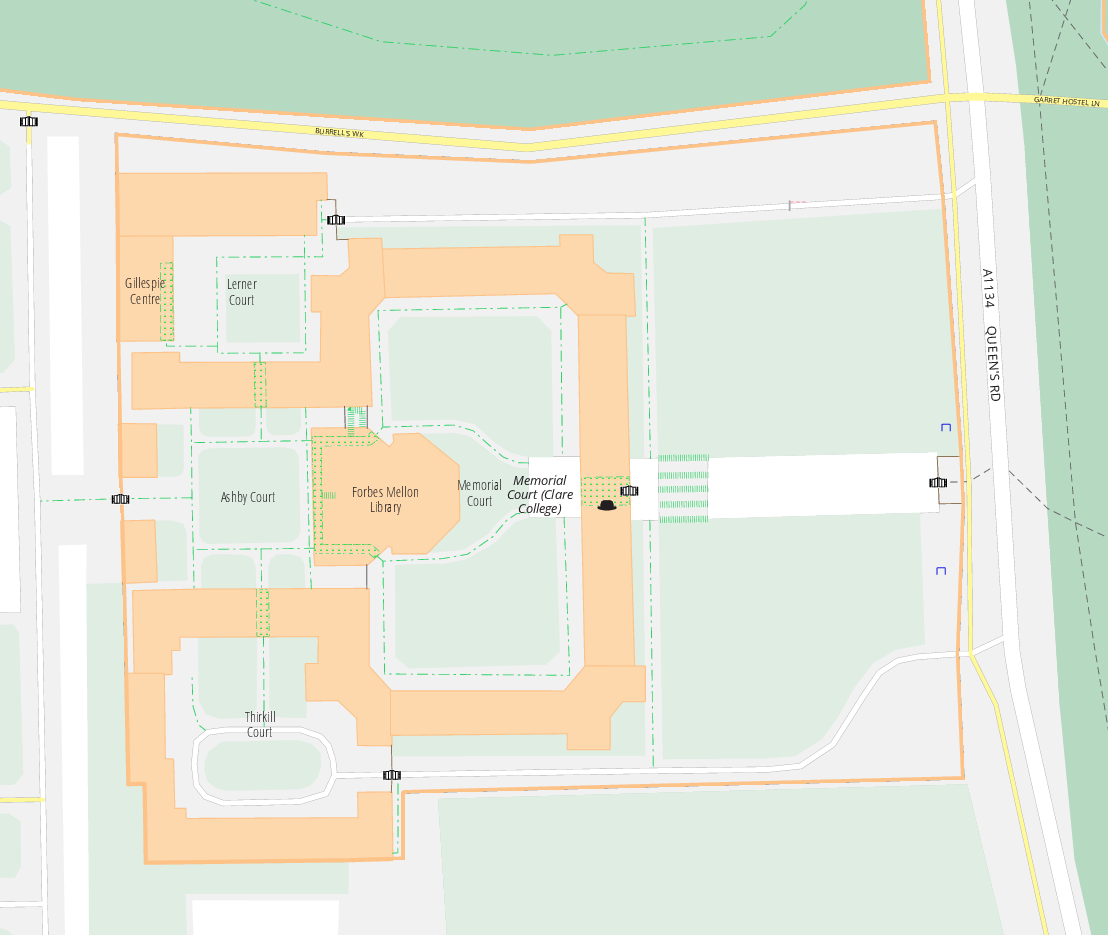 GARRET HOSTEL LN
BURRELL'S WK
Gillespie
Centre
Lerner
Court
A1134 QUEEN'S RD
Ashby Court
Forbes Mellon
Library
Memorial
Court
Memorial
Court (Clare
College)
Thirkill
Court